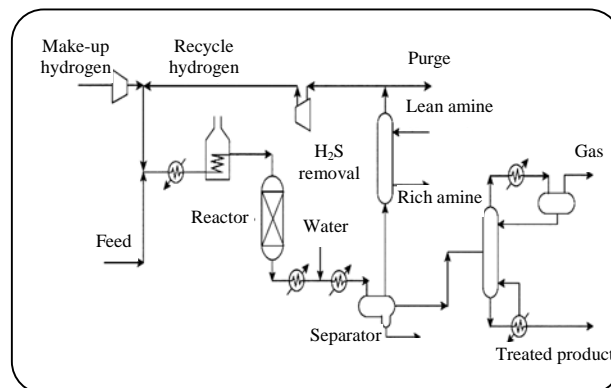 Make-up
hydrogen
Recycle
hydrogen
Purge
Lean amine
H₂S
removal
Rich amine
Gas
Reactor
Water
Feed
Separator
Treated product